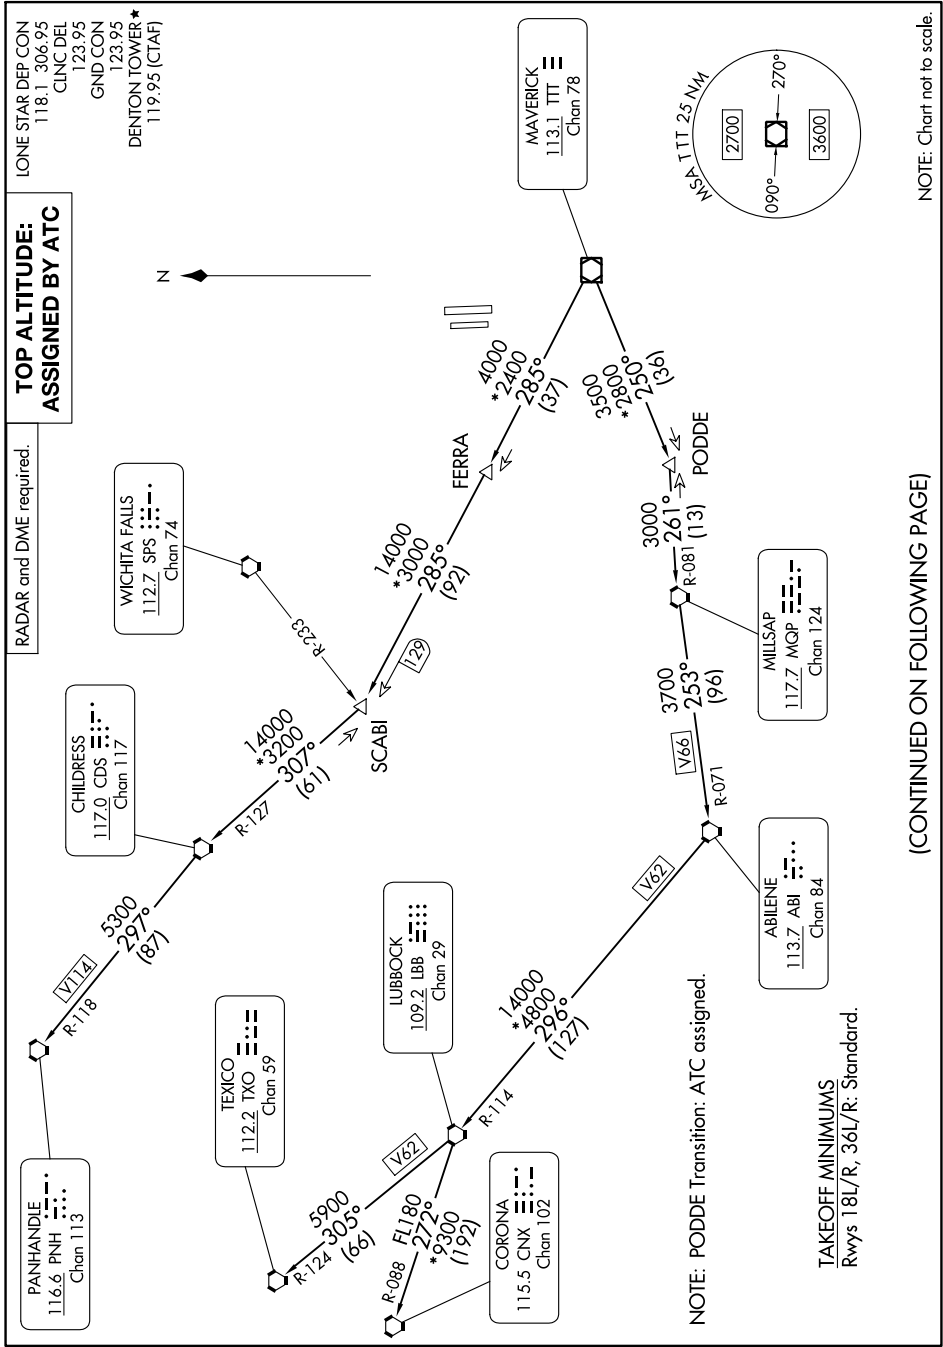 LONE STAR DEP CON
118.1 306.95
CLNC DEL
123.95
GND CON
123.95
DENTON TOWER ★
119.95 (CTAF)
TOP ALTITUDE:
ASSIGNED BY ATC
RADAR and DME required.
N
PANHANDLE
116.6 PNH
Chan 113
R-118
V114
5300
297°
(87)
CHILDRESS
117.0 CDS
Chan 117
R-127
14000
*3200
307°
(61)
WICHITA FALLS
112.7 SPS
Chan 74
R-233
SCABI
129
14000
*3000
285°
(92)
FERRA
4000
*2400
285°
(37)
MAVERICK
113.1 TTT
Chan 78
TEXICO
112.2 TXO
Chan 59
R-124
5900
305°
(66)
V62
LUBBOCK
109.2 LBB
Chan 29
R-088
FL180
272°
*9300
(192)
CORONA
115.5 CNX
Chan 102
R-114
14000
*4800
296°
(127)
V62
ABILENE
113.7 ABI
Chan 84
R-071
V66
3700
253°
(96)
MILLSAP
117.7 MQP
Chan 124
R-081
3000
261°
(13)
PODDE
3500
*2800
250°
(36)
MSA TTT 25 NM
2700
090°
270°
3600
NOTE: PODDE Transition: ATC assigned.
TAKEOFF MINIMUMS
Rwys 18L/R, 36L/R: Standard.
(CONTINUED ON FOLLOWING PAGE)
NOTE: Chart not to scale.